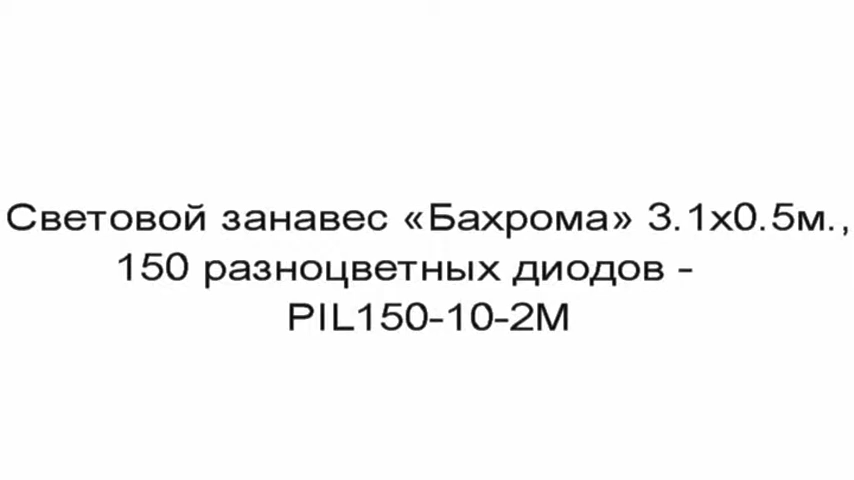 Световой занавес «Бахрома» 3.1х0.5м.,
150 разноцветных диодов -
PIL150-10-2M